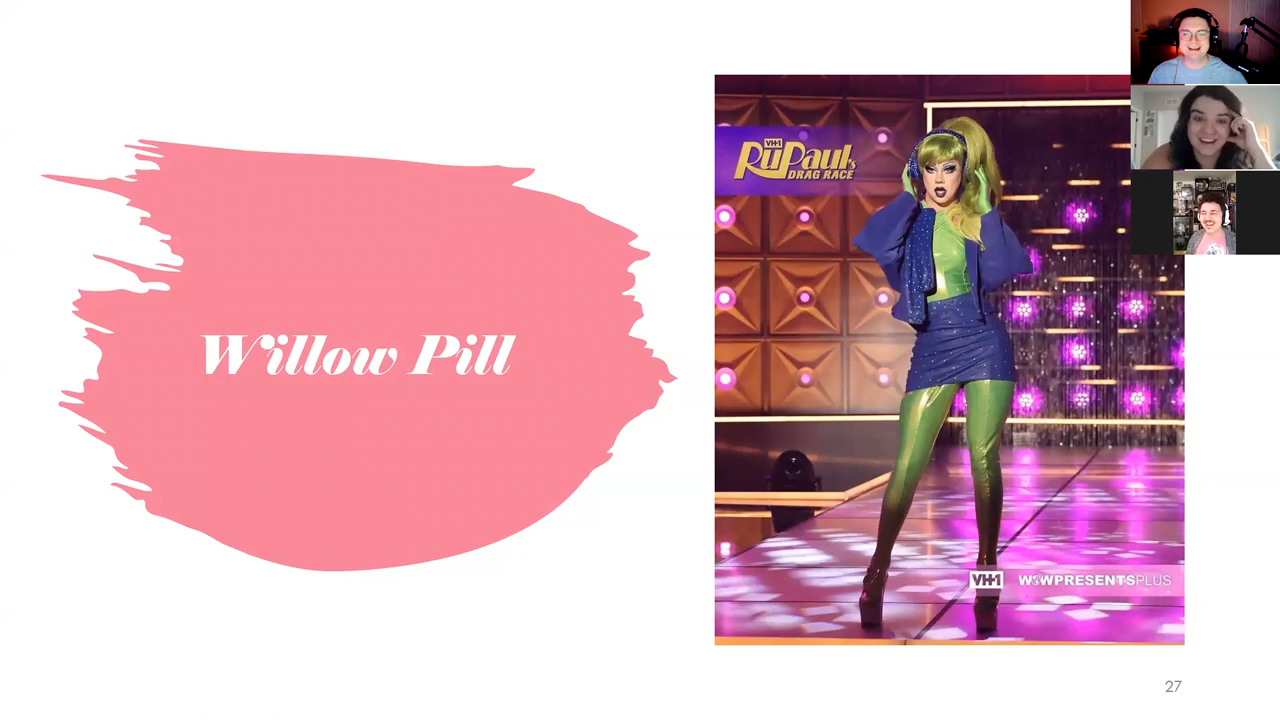 Willow Pill
VH1
RuPaul's
DRAG RACE
VH1 WOWPRESENTSPLUS
27